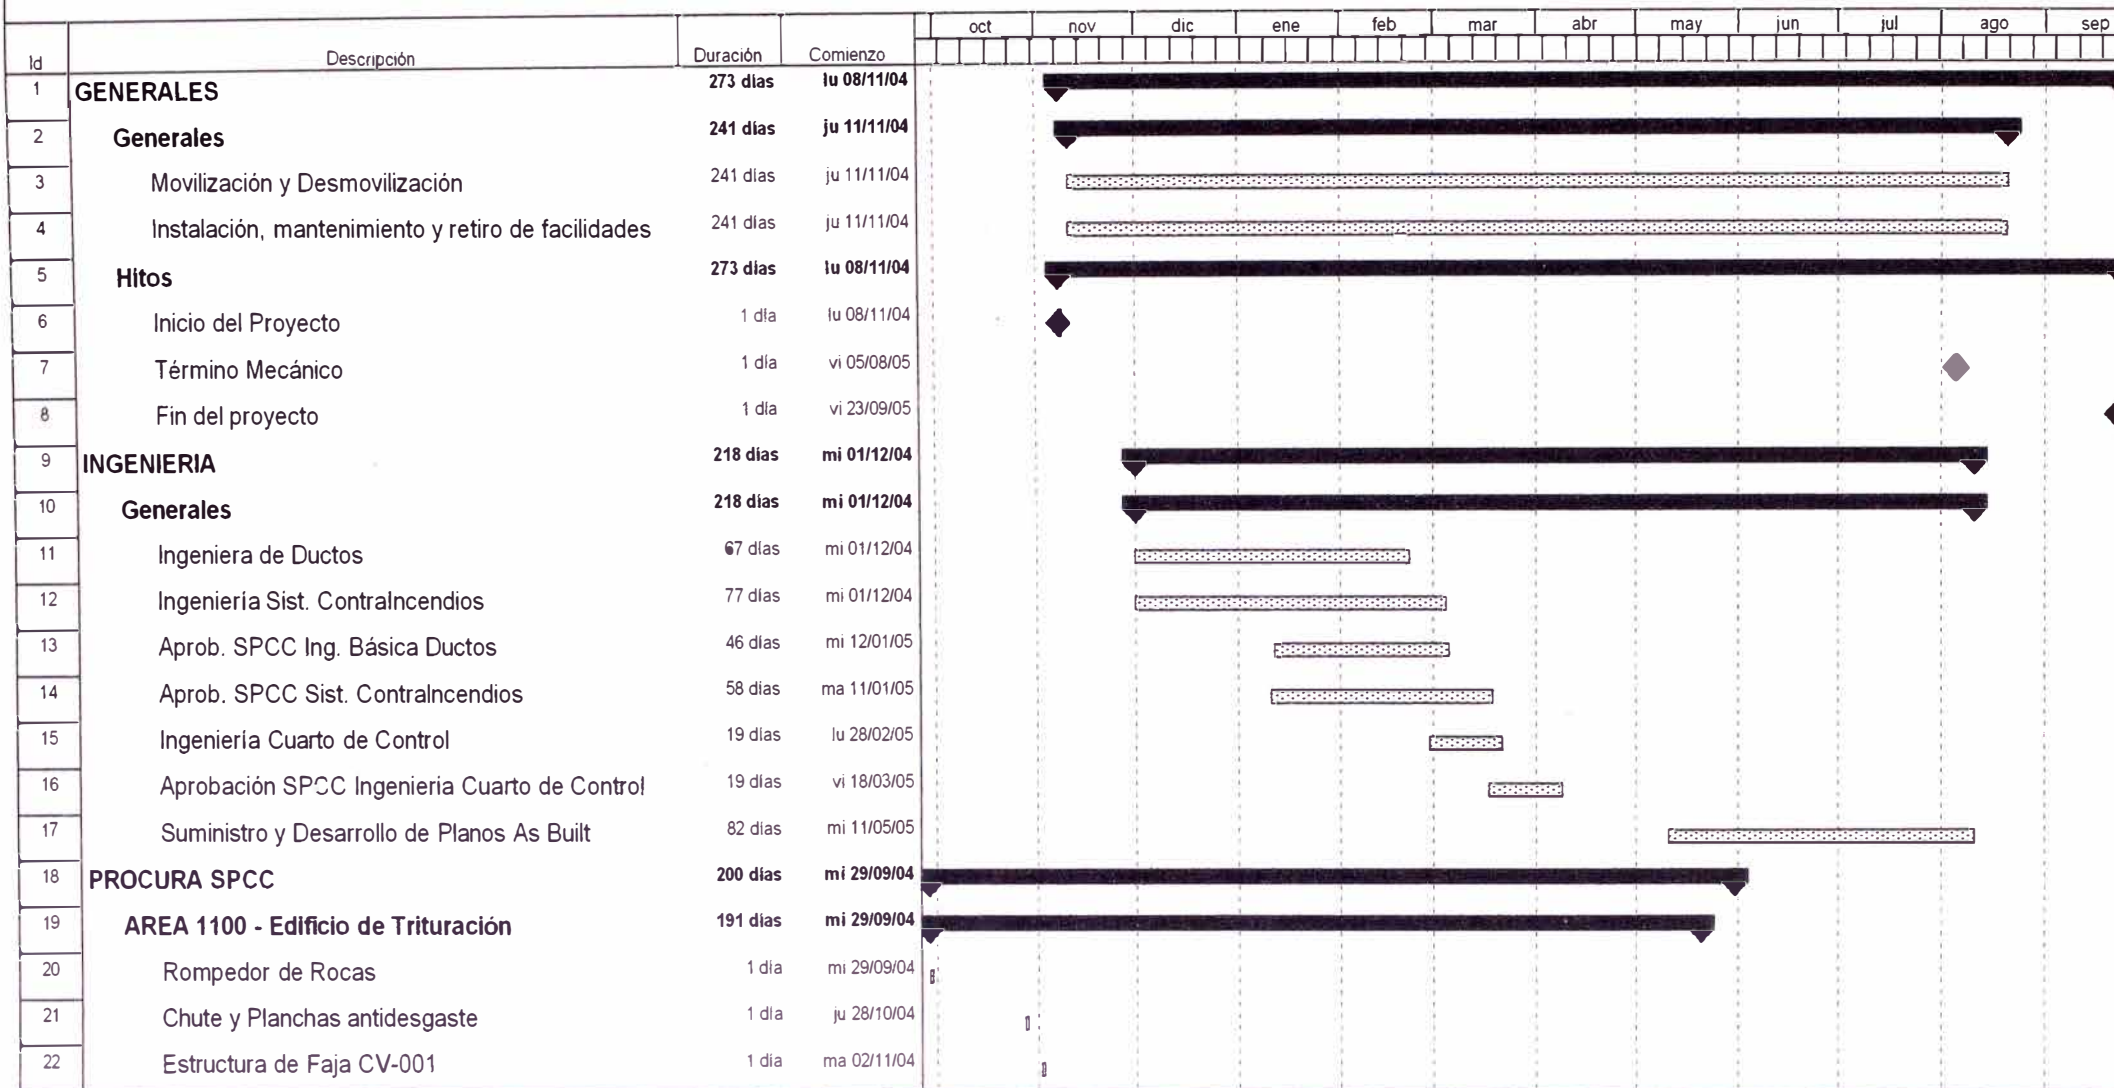 oct nov dic ene feb mar abr may jun jul ago sep
Id Descripción Duración Comienzo
1 GENERALES 273 días lu 08/11/04
2 Generales 241 días ju 11/11/04
3 Movilización y Desmovilización 241 días ju 11/11/04
4 Instalación, mantenimiento y retiro de facilidades 241 días ju 11/11/04
5 Hitos 273 días lu 08/11/04
6 Inicio del Proyecto 1 día lu 08/11/04
7 Término Mecánico 1 día vi 05/08/05
8 Fin del proyecto 1 día vi 23/09/05
9 INGENIERIA 218 días mi 01/12/04
10 Generales 218 días mi 01/12/04
11 Ingeniera de Ductos 67 días mi 01/12/04
12 Ingeniería Sist. ContraIncendios 77 días mi 01/12/04
13 Aprob. SPCC Ing. Básica Ductos 46 días mi 12/01/05
14 Aprob. SPCC Sist. ContraIncendios 58 días ma 11/01/05
15 Ingeniería Cuarto de Control 19 días lu 28/02/05
16 Aprobación SPCC Ingeniería Cuarto de Control 19 días vi 18/03/05
17 Suministro y Desarrollo de Planos As Built 82 días mi 11/05/05
18 PROCURA SPCC 200 días mi 29/09/04
19 AREA 1100 - Edificio de Trituración 191 días mi 29/09/04
20 Rompedor de Rocas 1 día mi 29/09/04
21 Chute y Planchas antidesgaste 1 día ju 28/10/04
22 Estructura de Faja CV-001 1 día ma 02/11/04